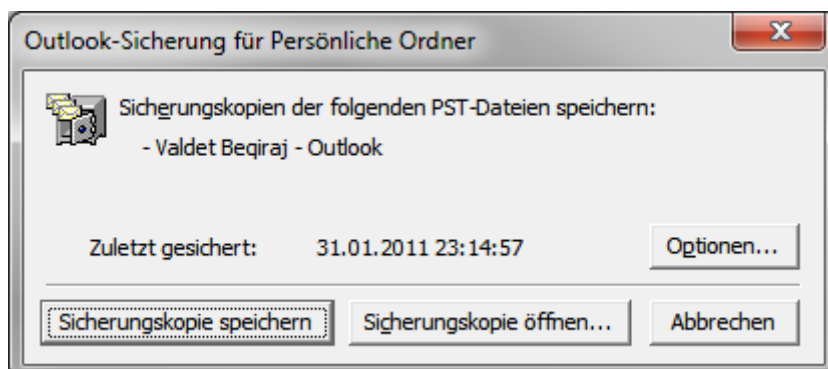 Outlook-Sicherung für Persönliche Ordner
Sicherungskopien der folgenden PST-Dateien speichern:
- Valdet Beqiraj - Outlook
Zuletzt gesichert: 31.01.2011 23:14:57 Optionen...
Sicherungskopie speichern Sicherungskopie öffnen... Abbrechen